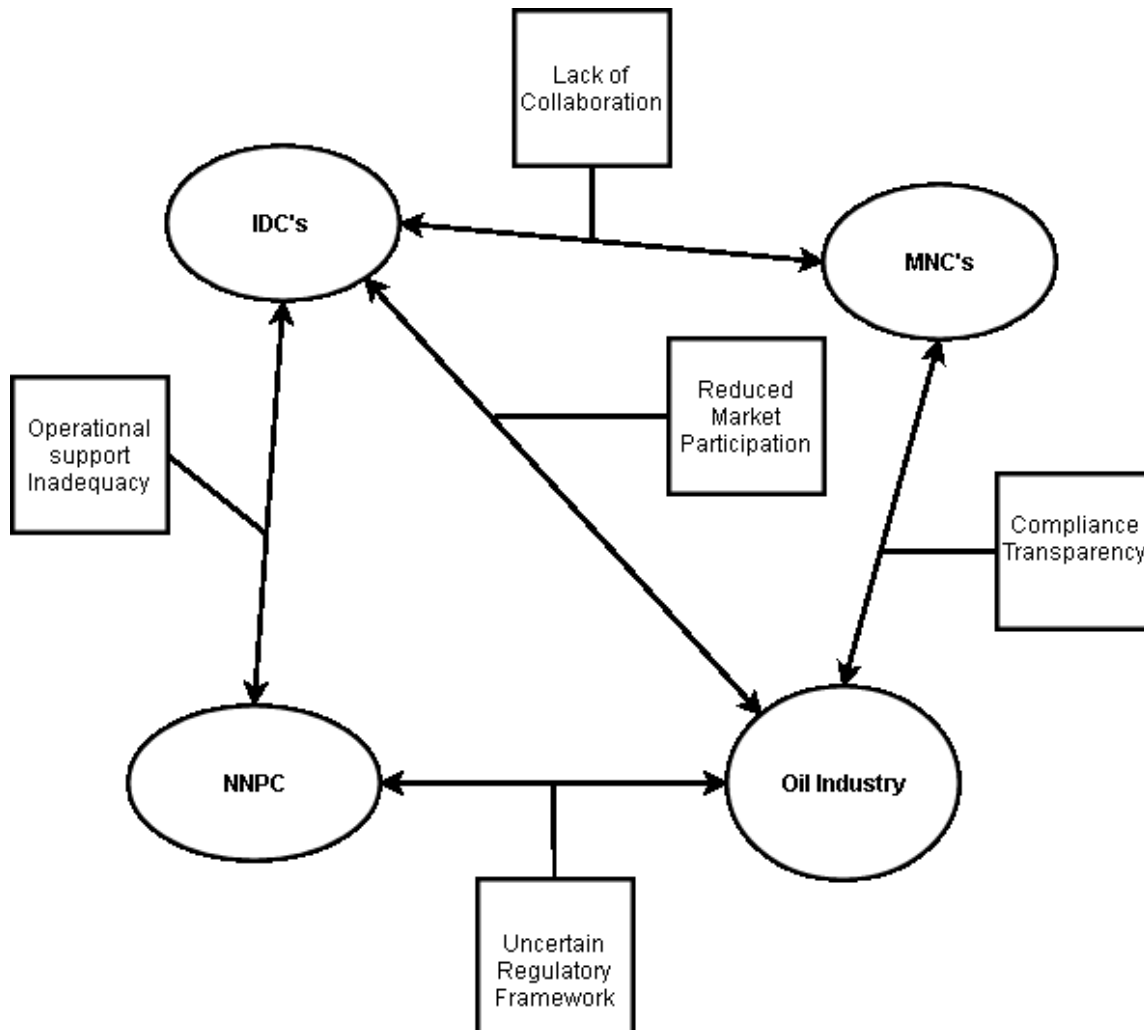 Lack of
Collaboration
IDC's
MNC's
Reduced
Market
Participation
Operational
support
Inadequacy
Compliance
Transparency
NNPC
Oil Industry
Uncertain
Regulatory
Framework